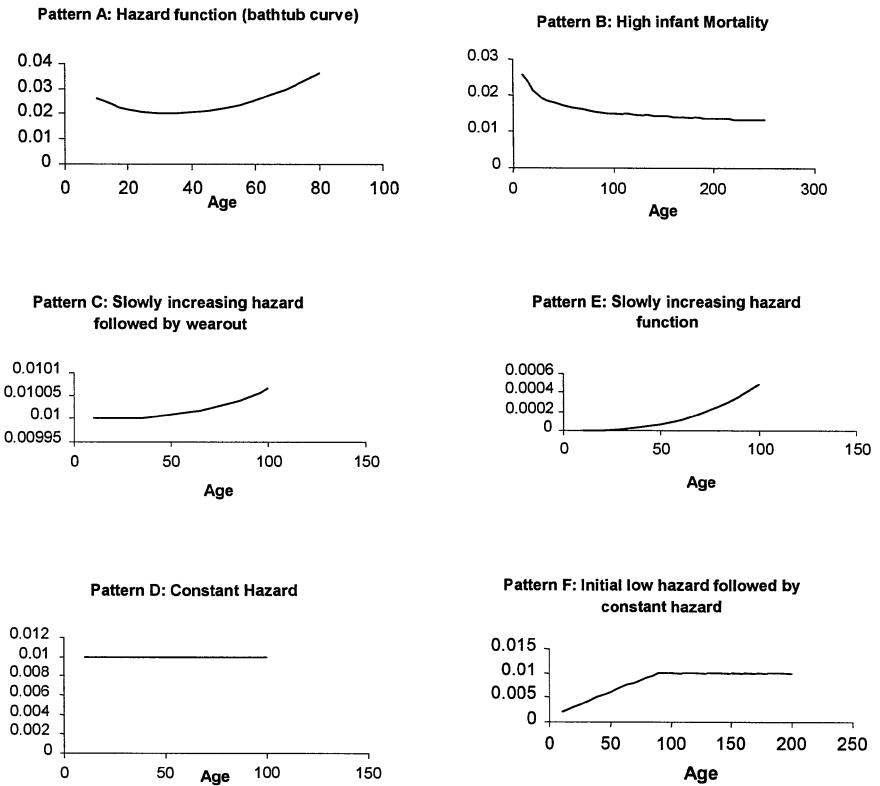 Pattern A: Hazard function (bathtub curve)
0.04
0.03
0.02
0.01
0
0 20 40 60 80 100
Age
Pattern B: High infant Mortality
0.03
0.02
0.01
0
0 100 200 300
Age
Pattern C: Slowly increasing hazard
followed by wearout
0.0101
0.01005
0.01
0.00995
0 50 100 150
Age
Pattern E: Slowly increasing hazard
function
0.0006
0.0004
0.0002
0
0 50 100 150
Age
Pattern D: Constant Hazard
0.012
0.01
0.008
0.006
0.004
0.002
0
0 50 100 150
Age
Pattern F: Initial low hazard followed by
constant hazard
0.015
0.01
0.005
0
0 50 100 150 200 250
Age